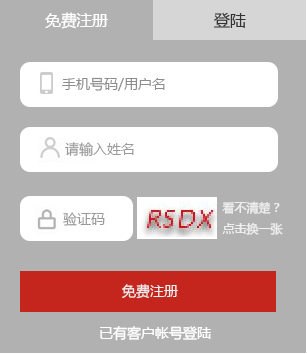 免费注册 登陆
手机号码/用户名
请输入姓名
验证码 RSDX 看不清楚？
点击换一张
免费注册
已有客户帐号登陆